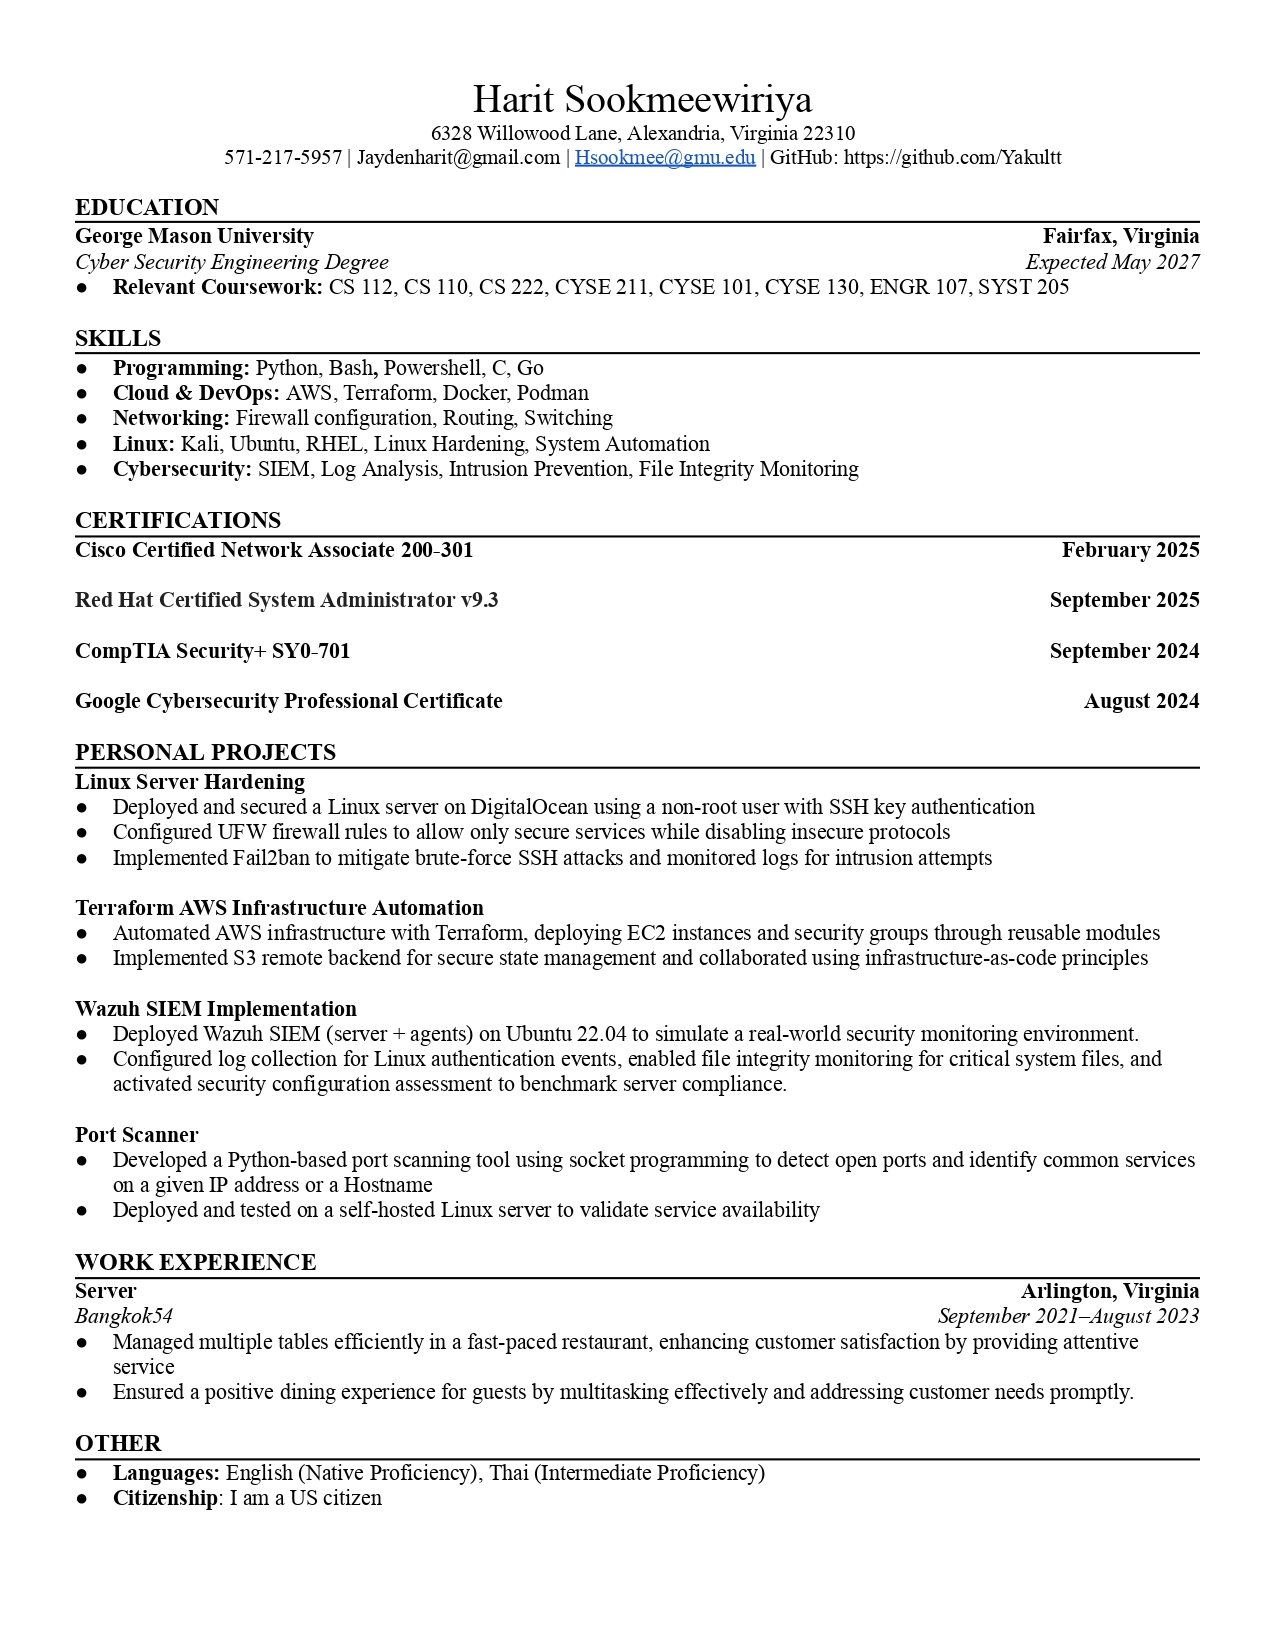 Harit Sookmeewiriya
6328 Willowood Lane, Alexandria, Virginia 22310
571-217-5957 | Jaydenharit@gmail.com | Hsookmee@gmu.edu | GitHub: https://github.com/Yakultt
EDUCATION
George Mason University Fairfax, Virginia
Cyber Security Engineering Degree Expected May 2027
● Relevant Coursework: CS 112, CS 110, CS 222, CYSE 211, CYSE 101, CYSE 130, ENGR 107, SYST 205
SKILLS
● Programming: Python, Bash, Powershell, C, Go
● Cloud & DevOps: AWS, Terraform, Docker, Podman
● Networking: Firewall configuration, Routing, Switching
● Linux: Kali, Ubuntu, RHEL, Linux Hardening, System Automation
● Cybersecurity: SIEM, Log Analysis, Intrusion Prevention, File Integrity Monitoring
CERTIFICATIONS
Cisco Certified Network Associate 200-301 February 2025
Red Hat Certified System Administrator v9.3 September 2025
CompTIA Security+ SY0-701 September 2024
Google Cybersecurity Professional Certificate August 2024
PERSONAL PROJECTS
Linux Server Hardening
● Deployed and secured a Linux server on DigitalOcean using a non-root user with SSH key authentication
● Configured UFW firewall rules to allow only secure services while disabling insecure protocols
● Implemented Fail2ban to mitigate brute-force SSH attacks and monitored logs for intrusion attempts
Terraform AWS Infrastructure Automation
● Automated AWS infrastructure with Terraform, deploying EC2 instances and security groups through reusable modules
● Implemented S3 remote backend for secure state management and collaborated using infrastructure-as-code principles
Wazuh SIEM Implementation
● Deployed Wazuh SIEM (server + agents) on Ubuntu 22.04 to simulate a real-world security monitoring environment.
● Configured log collection for Linux authentication events, enabled file integrity monitoring for critical system files, and
activated security configuration assessment to benchmark server compliance.
Port Scanner
● Developed a Python-based port scanning tool using socket programming to detect open ports and identify common services
on a given IP address or a Hostname
● Deployed and tested on a self-hosted Linux server to validate service availability
WORK EXPERIENCE
Server Arlington, Virginia
Bangkok54 September 2021–August 2023
● Managed multiple tables efficiently in a fast-paced restaurant, enhancing customer satisfaction by providing attentive
service
● Ensured a positive dining experience for guests by multitasking effectively and addressing customer needs promptly.
OTHER
● Languages: English (Native Proficiency), Thai (Intermediate Proficiency)
● Citizenship: I am a US citizen